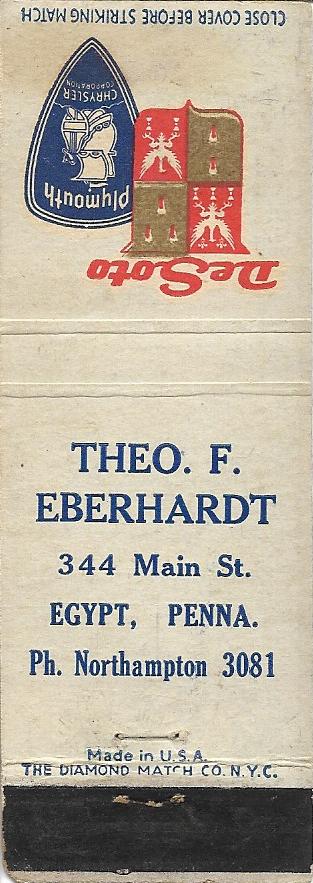 CLOSE COVER BEFORE STRIKING MATCH
Plymouth
CHRYSLER
CORPORATION
DeSoto
THEO. F.
EBERHARDT
344 Main St.
EGYPT, PENNA.
Ph. Northampton 3081
Made in U.S.A.
THE DIAMOND MATCH CO. N.Y.C.